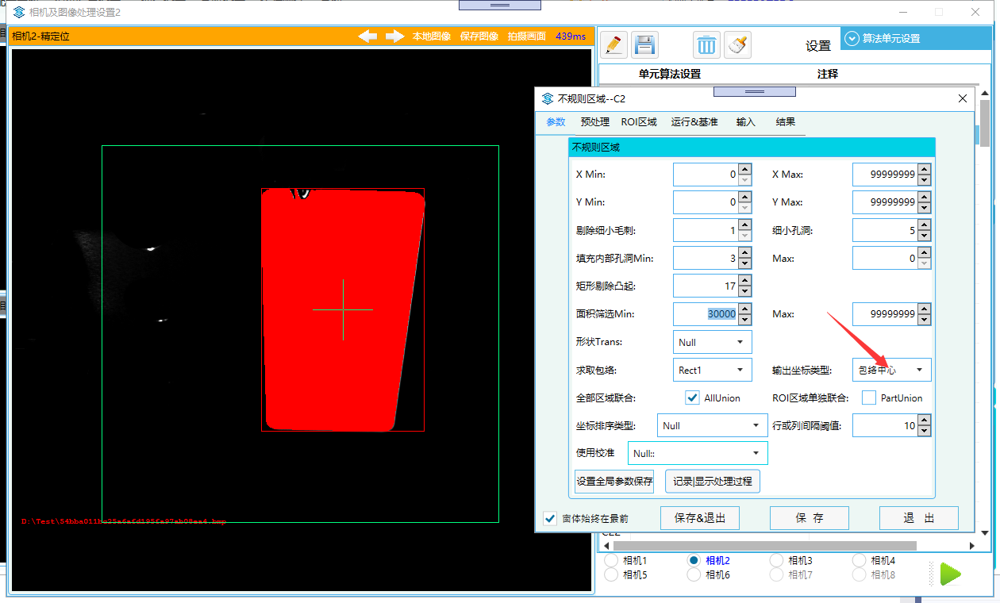 相机及图像处理设置2
相机2-精定位
本地图像 保存图像 拍摄画面 439ms
设置
算法单元设置
单元算法设置 注释
不规则区域--C2
参数 预处理 ROI区域 运行&基准 输入 结果
不规则区域
X Min: 0 X Max: 99999999
Y Min: 0 Y Max: 99999999
剔除细小毛刺: 1 细小孔洞: 5
填充内部孔洞Min: 3 Max: 0
矩形剔除凸起: 17
面积筛选Min: 30000 Max: 99999999
形状Trans: Null
求取包络: Rect1 输出坐标类型: 包络中心
全部区域联合: AllUnion ROI区域单独联合: PartUnion
坐标排序类型: Null 行或列间隔阈值: 10
使用校准 Null::
设置全局参数保存 记录|显示处理过程
窗体始终在最前 保存&退出 保 存 退 出
相机1 相机2 相机3 相机4
相机5 相机6 相机7 相机8